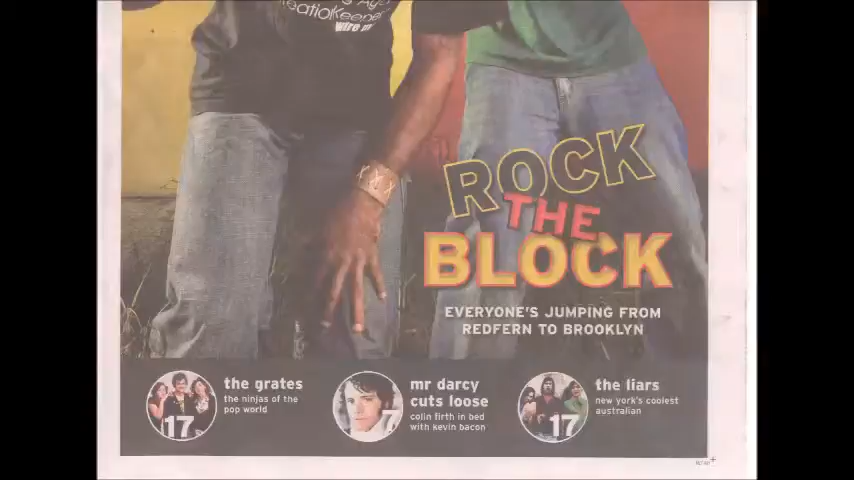 wire m
ROCK
THE
BLOCK
EVERYONE'S JUMPING FROM
REDFERN TO BROOKLYN
17
the grates
the ninjas of the
pop world
7
mr darcy
cuts loose
colin firth in bed
with kevin bacon
17
the liars
new york's coolest
australian